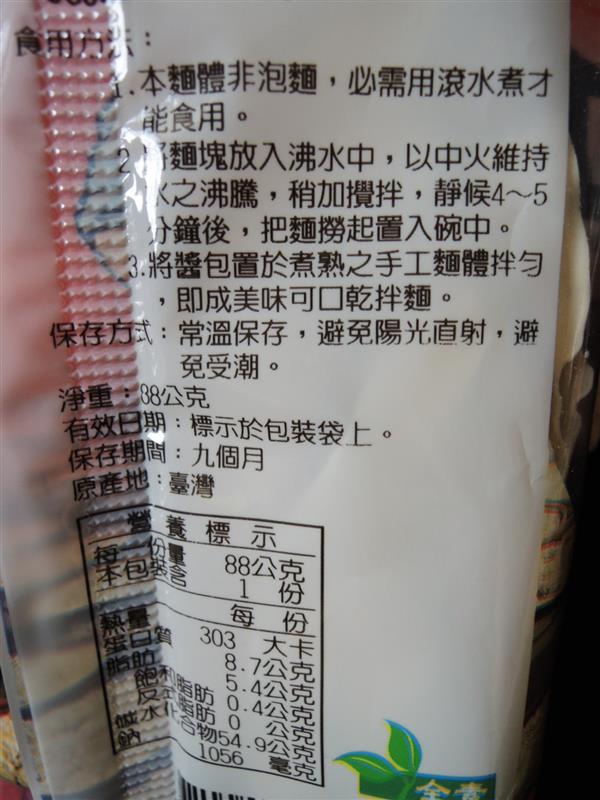 食用方法：
1.本麵體非泡麵，必需用滾水煮才
能食用。
2.將麵塊放入沸水中，以中火維持
水之沸騰，稍加攪拌，靜候4～5
分鐘後，把麵撈起置入碗中。
3.將醬包置於煮熟之手工麵體拌勻
，即成美味可口乾拌麵。
保存方式：常溫保存，避免陽光直射，避
免受潮。
淨重：88公克
有效日期：標示於包裝袋上。
保存期間：九個月
原產地：臺灣
營養標示
每一份量 88公克
本包裝含 1 份
每 份
熱量 303 大卡
蛋白質 8.7公克
脂肪 5.4公克
飽和脂肪 0.4公克
反式脂肪 0 公克
碳水化合物54.9公克
鈉 1056 毫克
全素